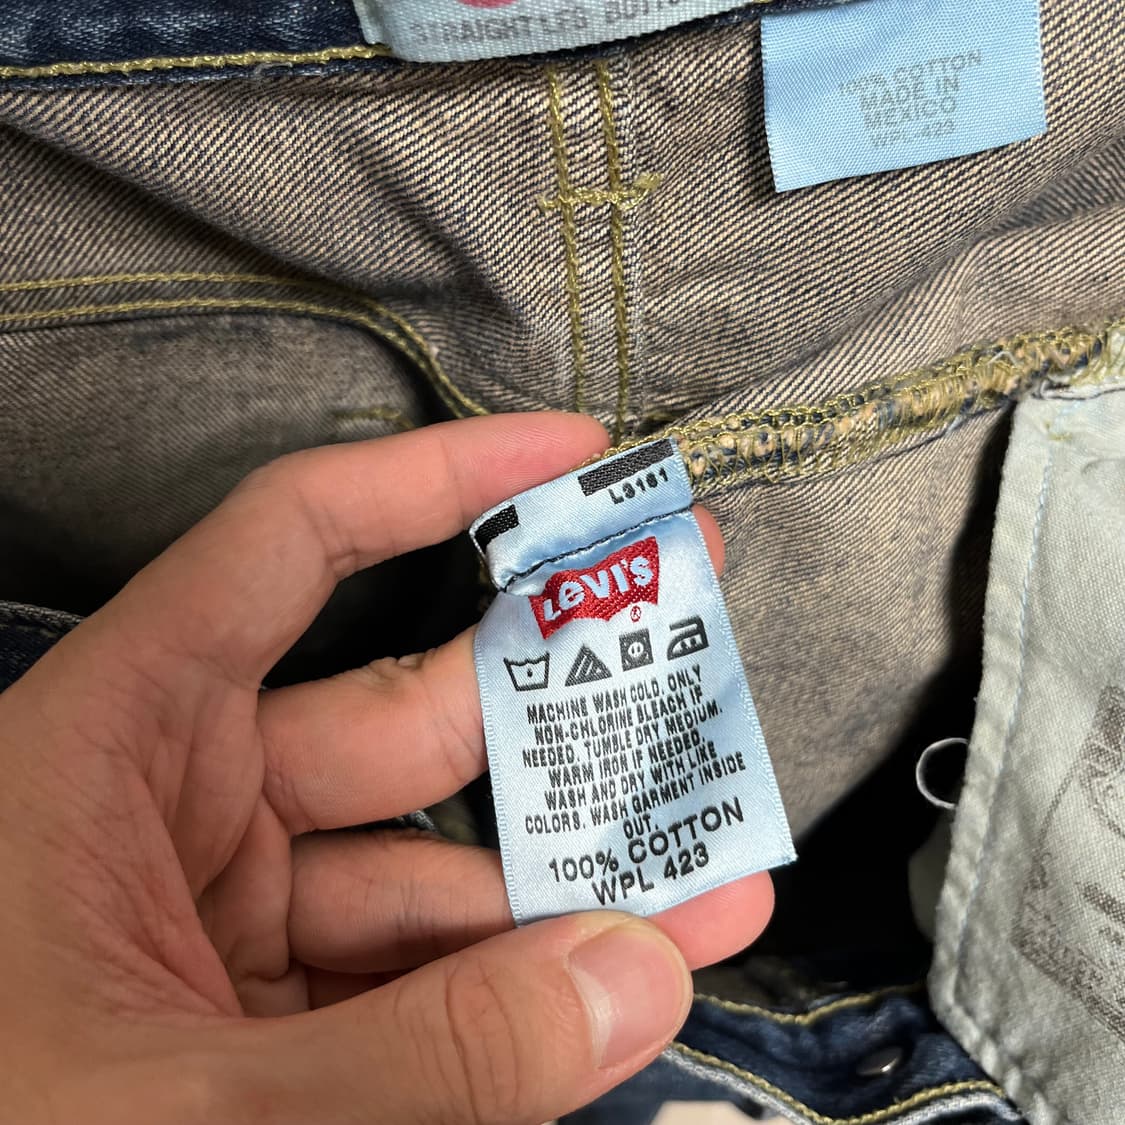 STRAIGHT LEG BUTTO
100% COTTON
MADE IN
MEXICO
WPL 423
L3161
Levi's
®
MACHINE WASH COLD. ONLY
NON-CHLORINE BLEACH IF
NEEDED. TUMBLE DRY MEDIUM.
WARM IRON IF NEEDED.
WASH AND DRY WITH LIKE
COLORS. WASH GARMENT INSIDE
OUT.
100% COTTON
WPL 423